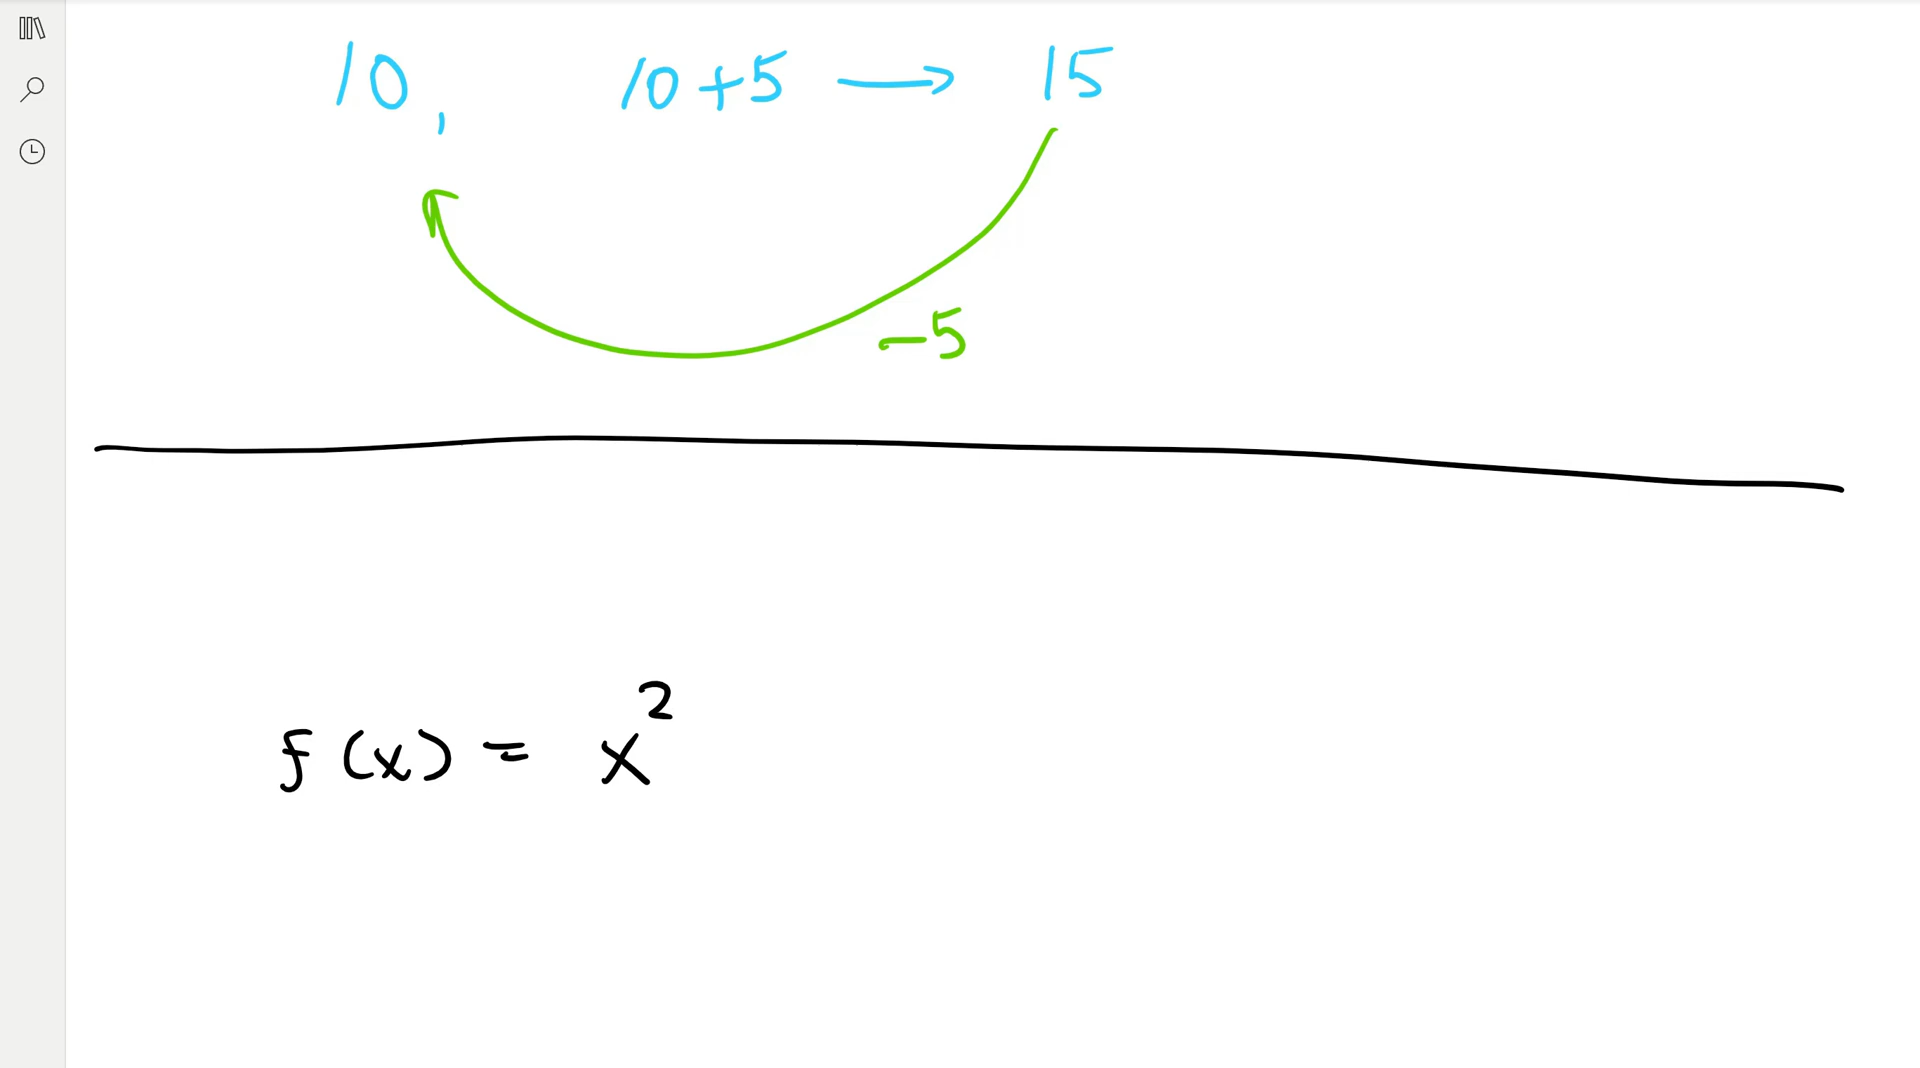 10, 10+5 → 15
-5
f(x) = x²